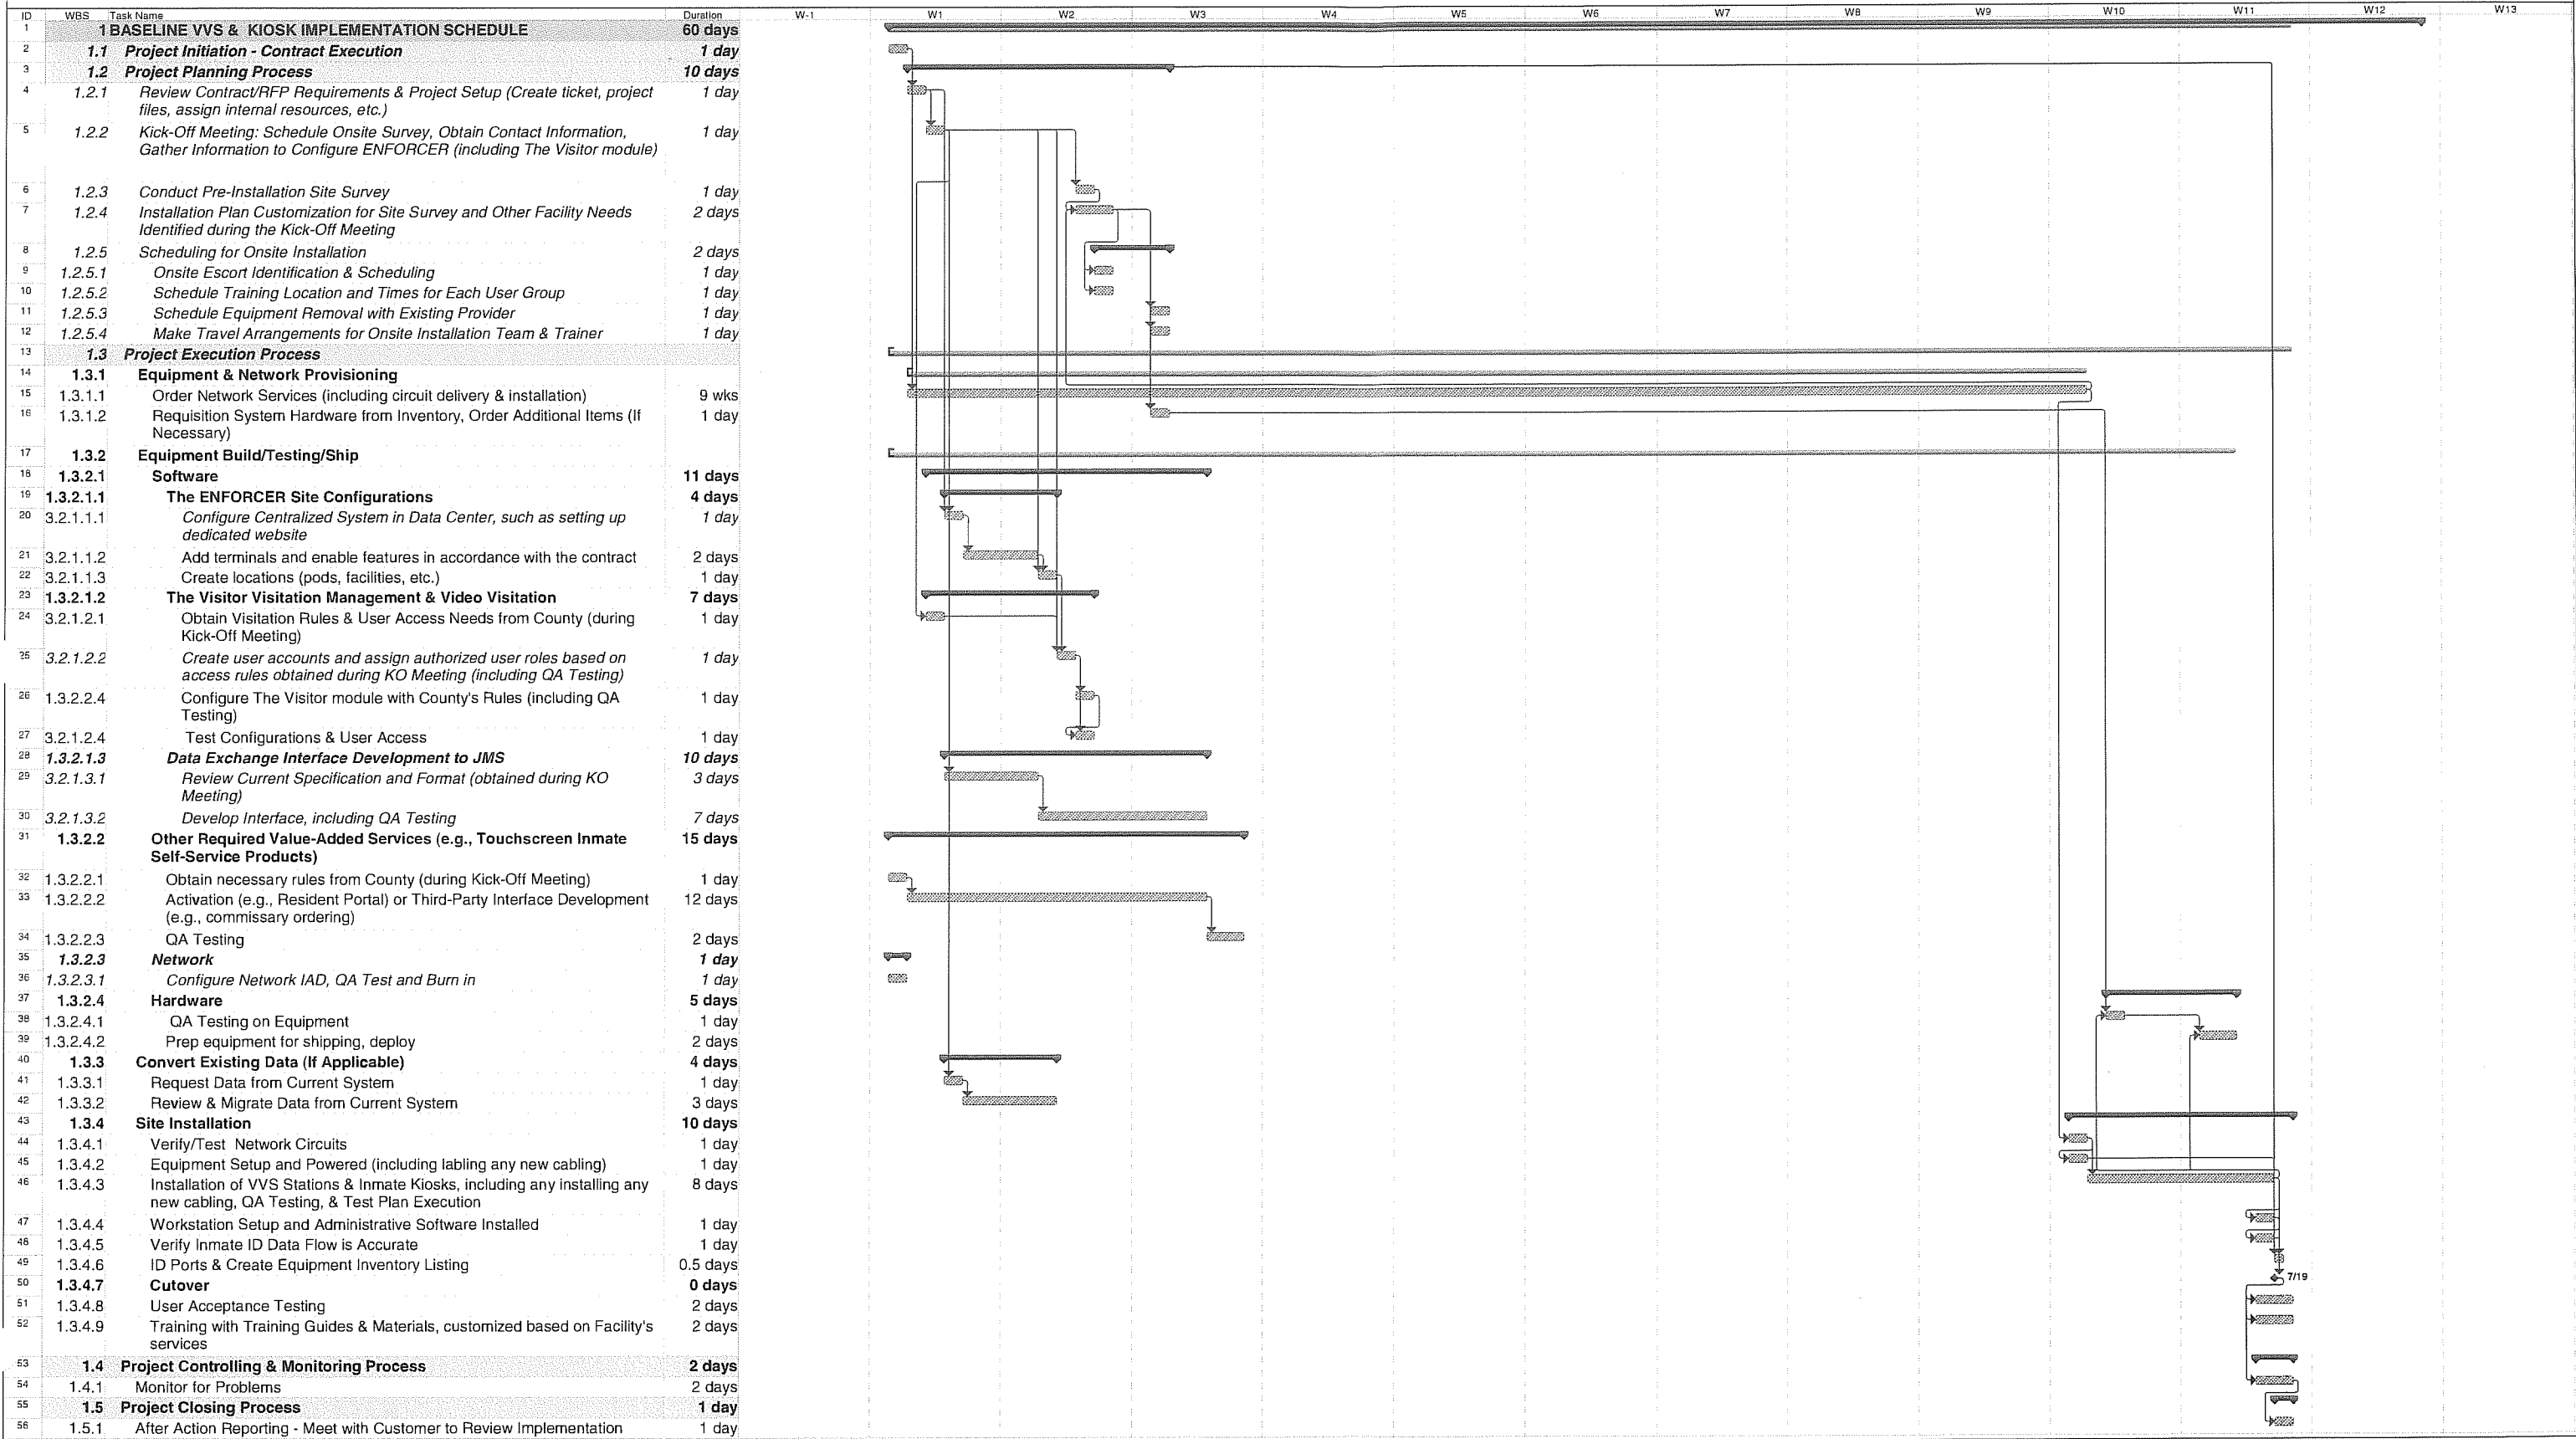 ID WBS Task Name Duration W-1 W1 W2 W3 W4 W5 W6 W7 W8 W9 W10 W11 W12 W13
1 1 BASELINE VVS & KIOSK IMPLEMENTATION SCHEDULE 60 days
2 1.1 Project Initiation - Contract Execution 1 day
3 1.2 Project Planning Process 10 days
4 1.2.1 Review Contract/RFP Requirements & Project Setup (Create ticket, project 1 day
files, assign internal resources, etc.)
5 1.2.2 Kick-Off Meeting: Schedule Onsite Survey, Obtain Contact Information, 1 day
Gather Information to Configure ENFORCER (including The Visitor module)
6 1.2.3 Conduct Pre-Installation Site Survey 1 day
7 1.2.4 Installation Plan Customization for Site Survey and Other Facility Needs 2 days
Identified during the Kick-Off Meeting
8 1.2.5 Scheduling for Onsite Installation 2 days
9 1.2.5.1 Onsite Escort Identification & Scheduling 1 day
10 1.2.5.2 Schedule Training Location and Times for Each User Group 1 day
11 1.2.5.3 Schedule Equipment Removal with Existing Provider 1 day
12 1.2.5.4 Make Travel Arrangements for Onsite Installation Team & Trainer 1 day
13 1.3 Project Execution Process
14 1.3.1 Equipment & Network Provisioning
15 1.3.1.1 Order Network Services (including circuit delivery & installation) 9 wks
16 1.3.1.2 Requisition System Hardware from Inventory, Order Additional Items (If 1 day
Necessary)
17 1.3.2 Equipment Build/Testing/Ship
18 1.3.2.1 Software 11 days
19 1.3.2.1.1 The ENFORCER Site Configurations 4 days
20 3.2.1.1.1 Configure Centralized System in Data Center, such as setting up 1 day
dedicated website
21 3.2.1.1.2 Add terminals and enable features in accordance with the contract 2 days
22 3.2.1.1.3 Create locations (pods, facilities, etc.) 1 day
23 1.3.2.1.2 The Visitor Visitation Management & Video Visitation 7 days
24 3.2.1.2.1 Obtain Visitation Rules & User Access Needs from County (during 1 day
Kick-Off Meeting)
25 3.2.1.2.2 Create user accounts and assign authorized user roles based on 1 day
access rules obtained during KO Meeting (including QA Testing)
26 1.3.2.2.4 Configure The Visitor module with County's Rules (including QA 1 day
Testing)
27 3.2.1.2.4 Test Configurations & User Access 1 day
28 1.3.2.1.3 Data Exchange Interface Development to JMS 10 days
29 3.2.1.3.1 Review Current Specification and Format (obtained during KO 3 days
Meeting)
30 3.2.1.3.2 Develop Interface, including QA Testing 7 days
31 1.3.2.2 Other Required Value-Added Services (e.g., Touchscreen Inmate 15 days
Self-Service Products)
32 1.3.2.2.1 Obtain necessary rules from County (during Kick-Off Meeting) 1 day
33 1.3.2.2.2 Activation (e.g., Resident Portal) or Third-Party Interface Development 12 days
(e.g., commissary ordering)
34 1.3.2.2.3 QA Testing 2 days
35 1.3.2.3 Network 1 day
36 1.3.2.3.1 Configure Network IAD, QA Test and Burn in 1 day
37 1.3.2.4 Hardware 5 days
38 1.3.2.4.1 QA Testing on Equipment 1 day
39 1.3.2.4.2 Prep equipment for shipping, deploy 2 days
40 1.3.3 Convert Existing Data (If Applicable) 4 days
41 1.3.3.1 Request Data from Current System 1 day
42 1.3.3.2 Review & Migrate Data from Current System 3 days
43 1.3.4 Site Installation 10 days
44 1.3.4.1 Verify/Test Network Circuits 1 day
45 1.3.4.2 Equipment Setup and Powered (including labling any new cabling) 1 day
46 1.3.4.3 Installation of VVS Stations & Inmate Kiosks, including any installing any 8 days
new cabling, QA Testing, & Test Plan Execution
47 1.3.4.4 Workstation Setup and Administrative Software Installed 1 day
48 1.3.4.5 Verify Inmate ID Data Flow is Accurate 1 day
49 1.3.4.6 ID Ports & Create Equipment Inventory Listing 0.5 days
50 1.3.4.7 Cutover 0 days 7/19
51 1.3.4.8 User Acceptance Testing 2 days
52 1.3.4.9 Training with Training Guides & Materials, customized based on Facility's 2 days
services
53 1.4 Project Controlling & Monitoring Process 2 days
54 1.4.1 Monitor for Problems 2 days
55 1.5 Project Closing Process 1 day
56 1.5.1 After Action Reporting - Meet with Customer to Review Implementation 1 day